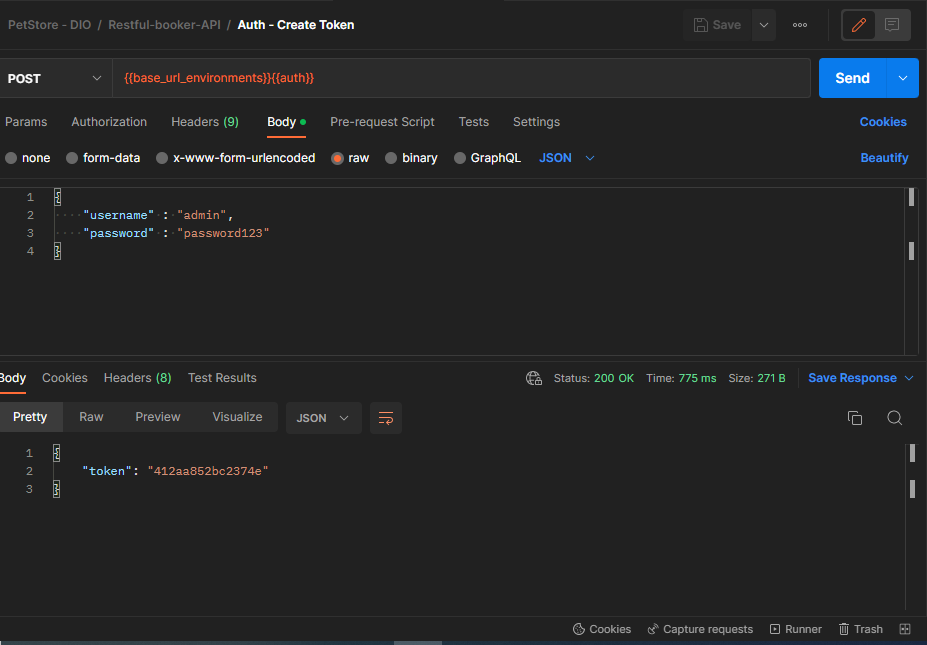 PetStore - DIO / Restful-booker-API / Auth - Create Token
Save
POST
{{base_url_environments}}{{auth}}
Send
Params Authorization Headers (9) Body Pre-request Script Tests Settings Cookies
none form-data x-www-form-urlencoded raw binary GraphQL JSON Beautify
1 {
2 ····"username" : "admin",
3 ····"password" : "password123"
4 }
Body Cookies Headers (8) Test Results Status: 200 OK Time: 775 ms Size: 271 B Save Response
Pretty Raw Preview Visualize JSON
1 {
2 "token": "412aa852bc2374e"
3 }
Cookies Capture requests Runner Trash